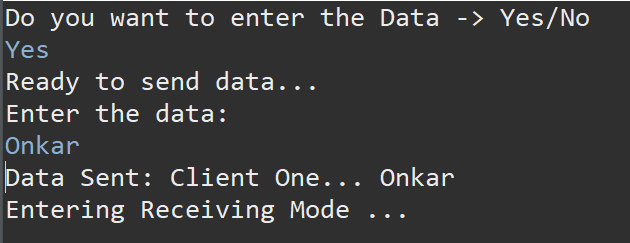 Do you want to enter the Data -> Yes/No
Yes
Ready to send data...
Enter the data:
Onkar
Data Sent: Client One... Onkar
Entering Receiving Mode ...